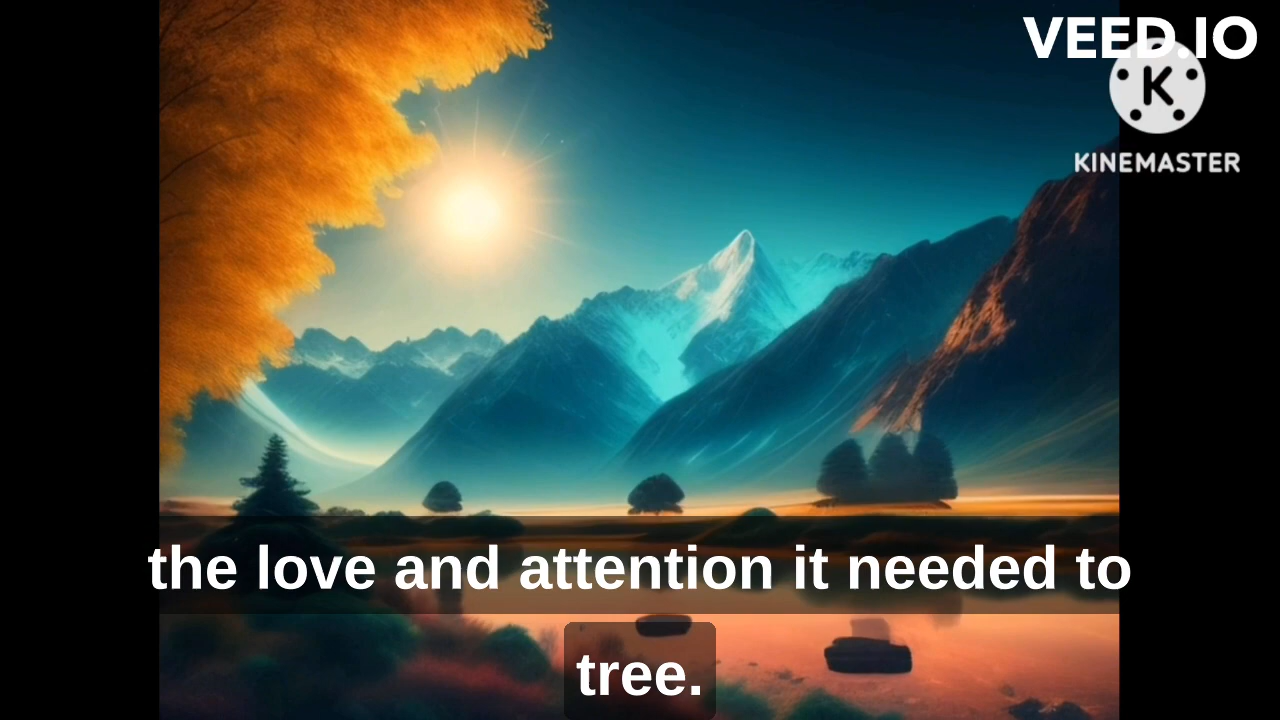 VEED.IO
K
KINEMASTER
the love and attention it needed to
tree.